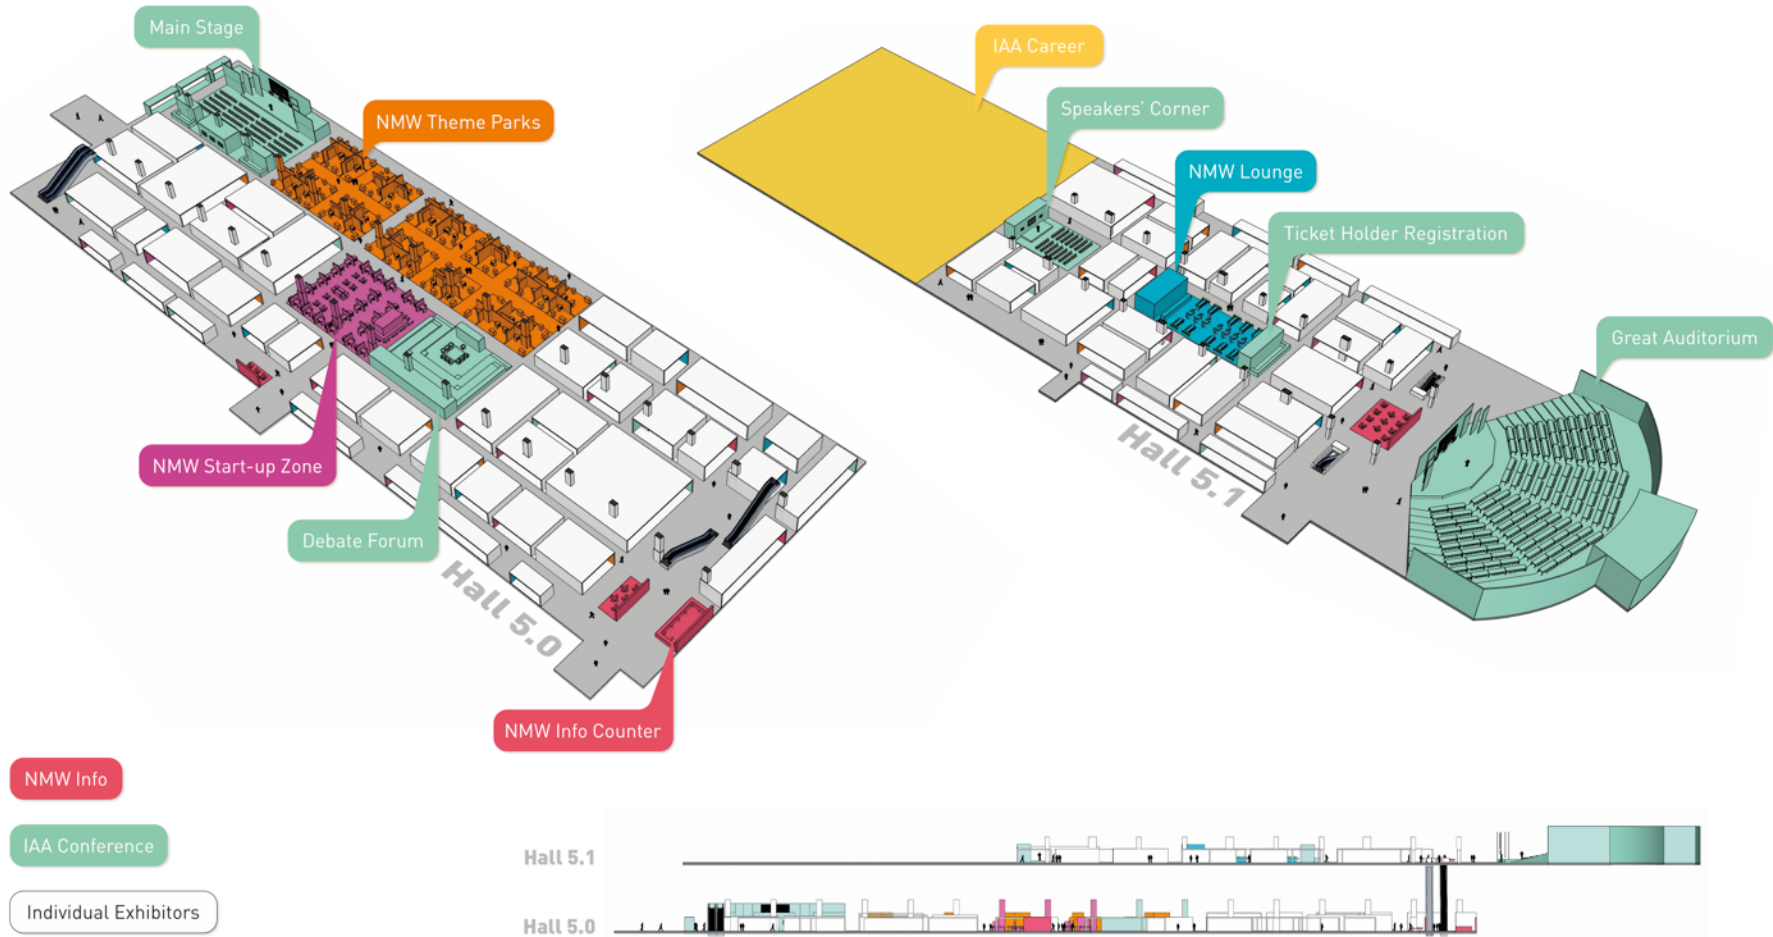 Main Stage
NMW Theme Parks
NMW Start-up Zone
Debate Forum
Hall 5.0
NMW Info Counter
IAA Career
Speakers' Corner
NMW Lounge
Ticket Holder Registration
Great Auditorium
Hall 5.1
NMW Info
IAA Conference
Individual Exhibitors
Hall 5.1
Hall 5.0